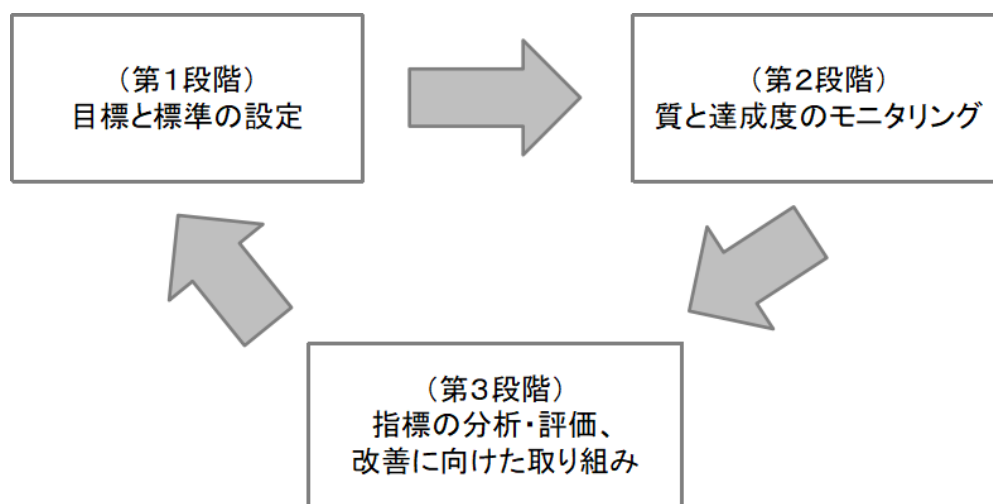 (第1段階)
目標と標準の設定
(第2段階)
質と達成度のモニタリング
(第3段階)
指標の分析・評価、
改善に向けた取り組み